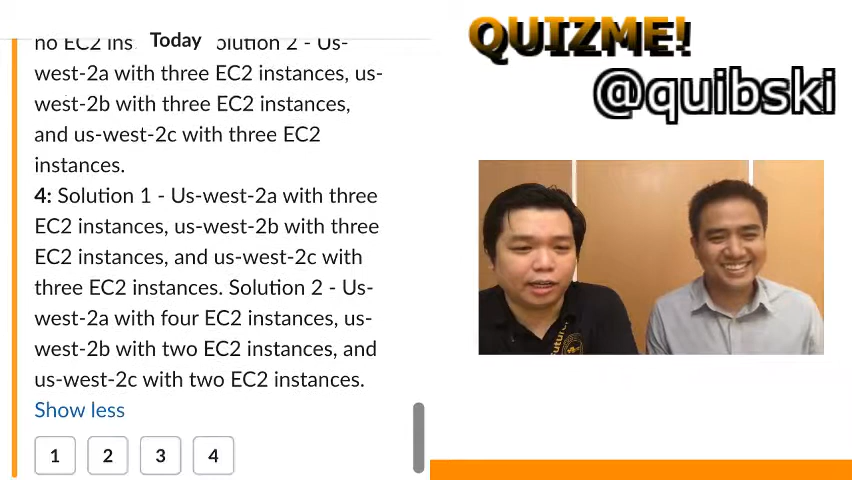 no EC2 ins Today olution 2 - Us-
west-2a with three EC2 instances, us-
west-2b with three EC2 instances,
and us-west-2c with three EC2
instances.
4: Solution 1 - Us-west-2a with three
EC2 instances, us-west-2b with three
EC2 instances, and us-west-2c with
three EC2 instances. Solution 2 - Us-
west-2a with four EC2 instances, us-
west-2b with two EC2 instances, and
us-west-2c with two EC2 instances.
Show less
1 2 3 4
QUIZME!
@quibski